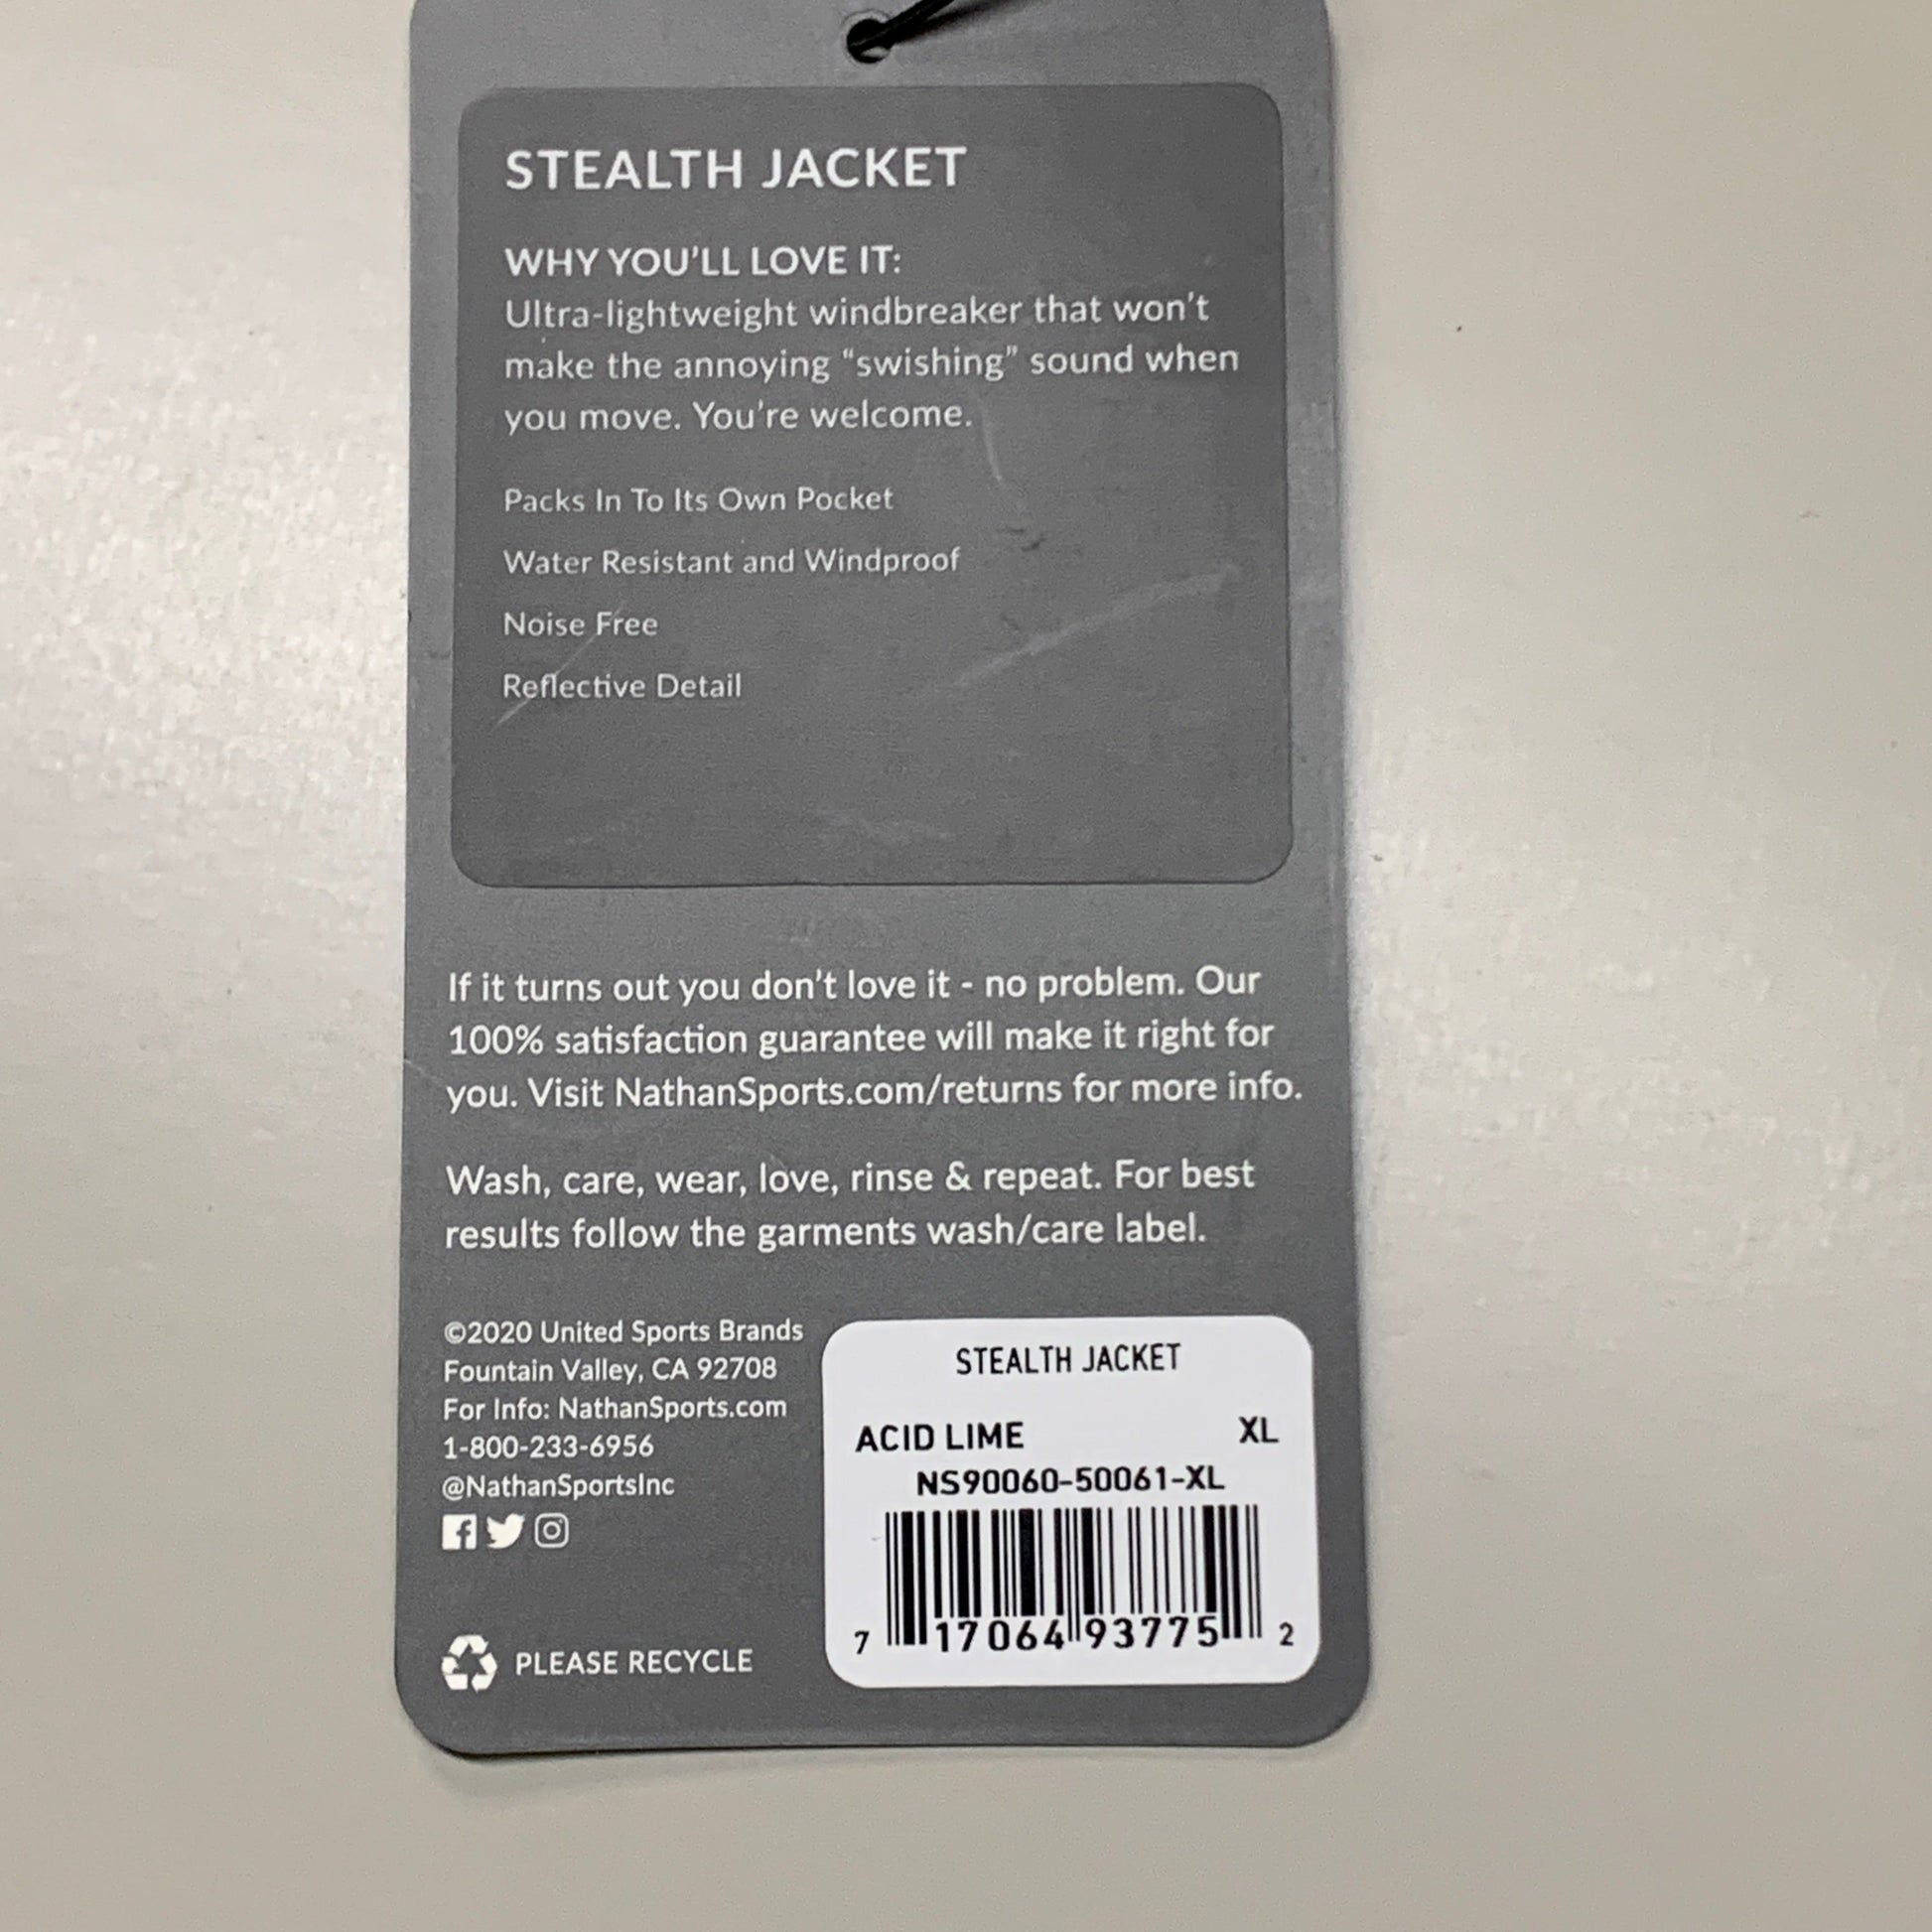 STEALTH JACKET
WHY YOU'LL LOVE IT:
Ultra-lightweight windbreaker that won't
make the annoying “swishing” sound when
you move. You're welcome.
Packs In To Its Own Pocket
Water Resistant and Windproof
Noise Free
Reflective Detail
If it turns out you don't love it - no problem. Our
100% satisfaction guarantee will make it right for
you. Visit NathanSports.com/returns for more info.
Wash, care, wear, love, rinse & repeat. For best
results follow the garments wash/care label.
©2020 United Sports Brands
Fountain Valley, CA 92708
For Info: NathanSports.com
1-800-233-6956
@NathanSportsInc
PLEASE RECYCLE
STEALTH JACKET
ACID LIME XL
NS90060-50061-XL
7 17064 93775 2